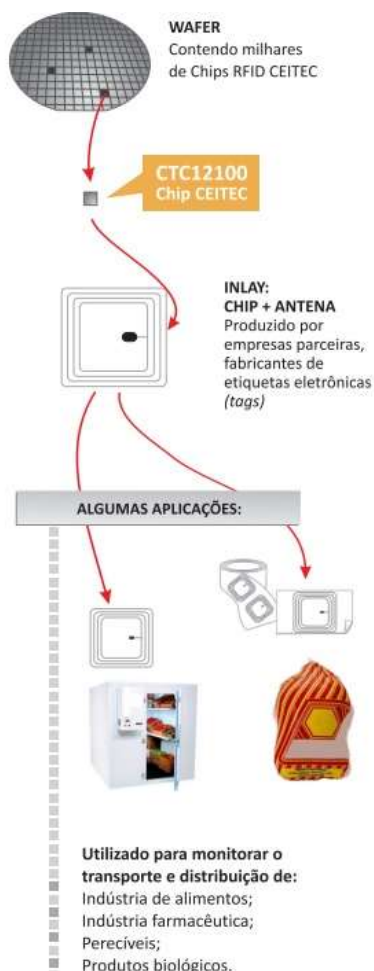 WAFER
Contendo milhares
de Chips RFID CEITEC
CTC12100
Chip CEITEC
INLAY:
CHIP + ANTENA
Produzido por
empresas parceiras,
fabricantes de
etiquetas eletrônicas
(tags)
ALGUMAS APLICAÇÕES:
Utilizado para monitorar o
transporte e distribuição de:
Indústria de alimentos;
Indústria farmacêutica;
Perecíveis;
Produtos biológicos.